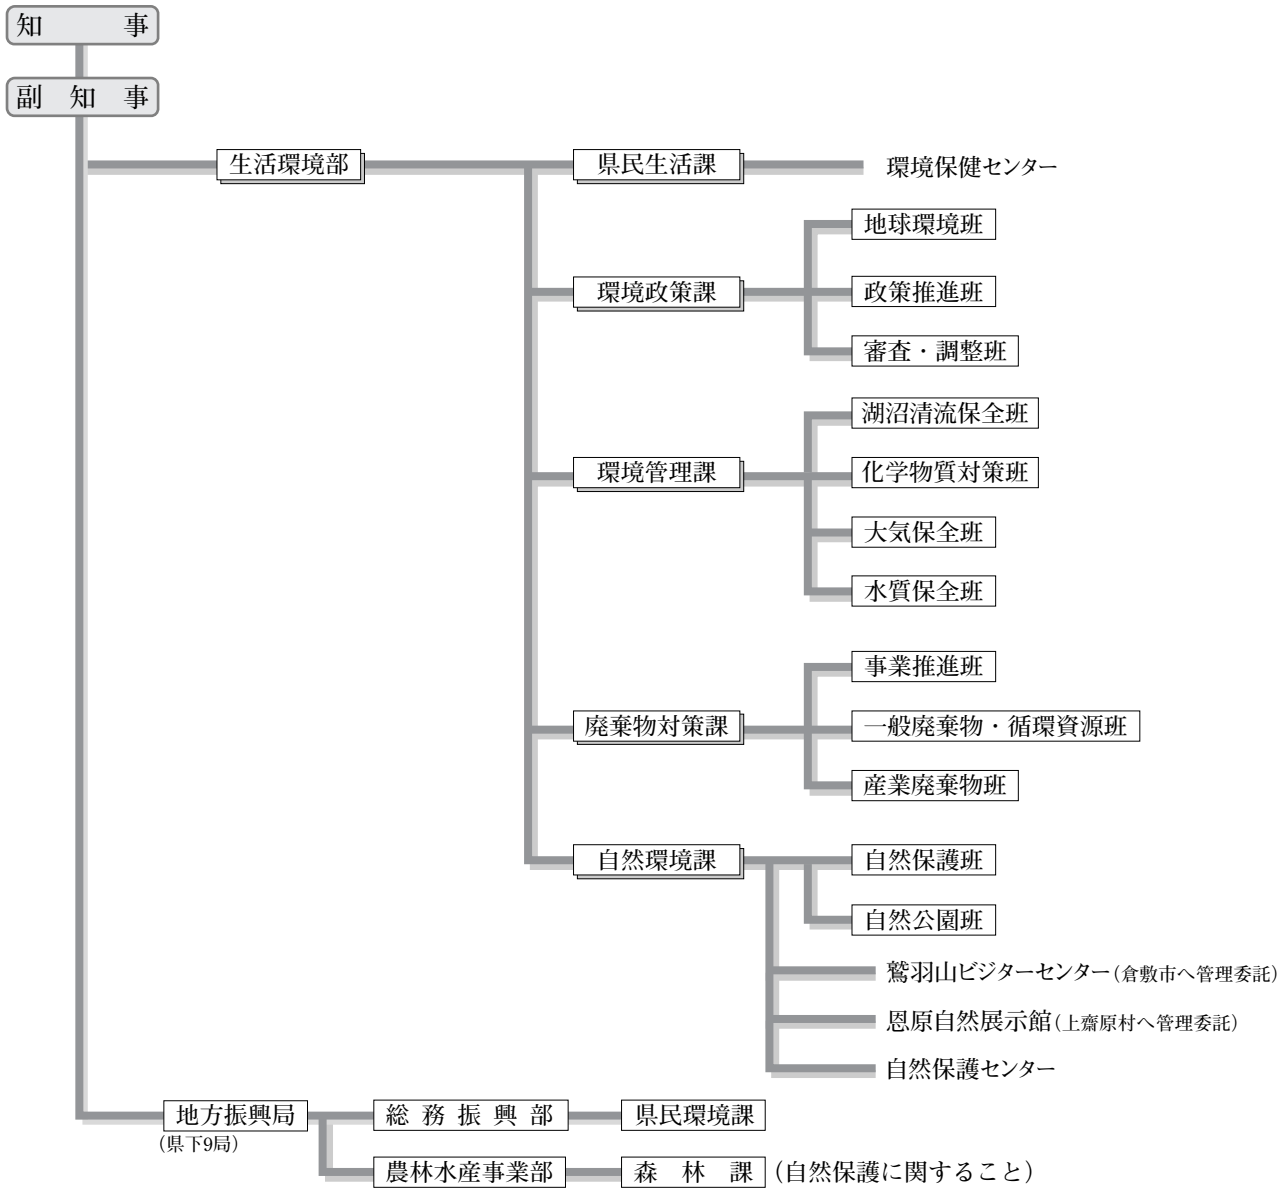 知事
副知事
生活環境部
県民生活課
環境保健センター
地球環境班
環境政策課
政策推進班
審査・調整班
湖沼清流保全班
環境管理課
化学物質対策班
大気保全班
水質保全班
事業推進班
廃棄物対策課
一般廃棄物・循環資源班
産業廃棄物班
自然環境課
自然保護班
自然公園班
鷲羽山ビジターセンター(倉敷市へ管理委託)
恩原自然展示館(上齋原村へ管理委託)
自然保護センター
地方振興局
(県下9局)
総務振興部
県民環境課
農林水産事業部
森林課
(自然保護に関すること)